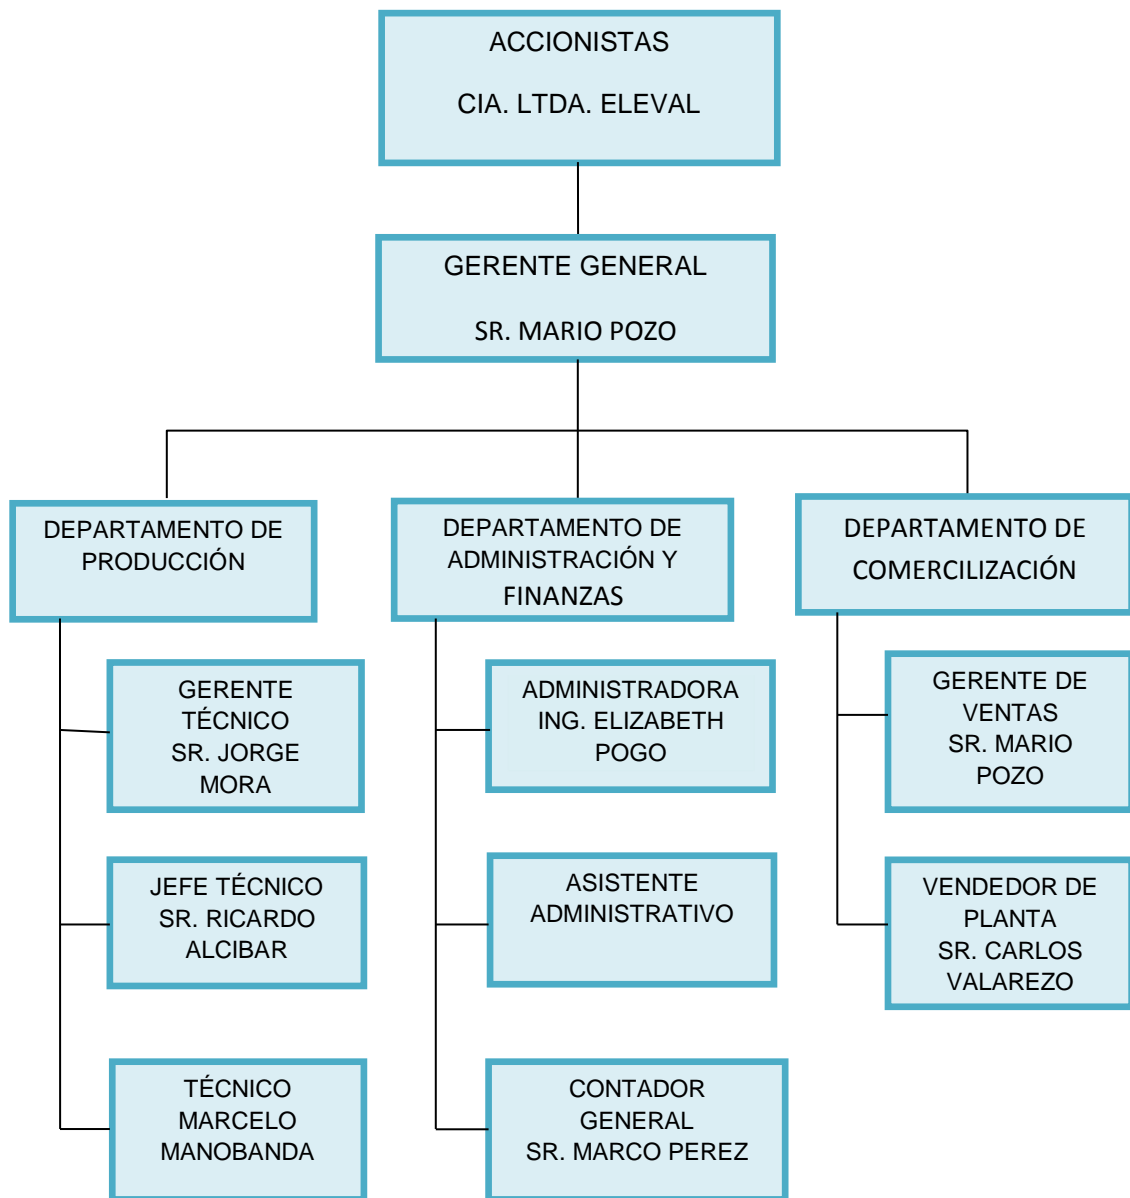 ACCIONISTAS
CIA. LTDA. ELEVAL
GERENTE GENERAL
SR. MARIO POZO
DEPARTAMENTO DE
PRODUCCIÓN
GERENTE
TÉCNICO
SR. JORGE
MORA
JEFE TÉCNICO
SR. RICARDO
ALCIBAR
TÉCNICO
MARCELO
MANOBANDA
DEPARTAMENTO DE
ADMINISTRACIÓN Y
FINANZAS
ADMINISTRADORA
ING. ELIZABETH
POGO
ASISTENTE
ADMINISTRATIVO
CONTADOR
GENERAL
SR. MARCO PEREZ
DEPARTAMENTO DE
COMERCILIZACIÓN
GERENTE DE
VENTAS
SR. MARIO
POZO
VENDEDOR DE
PLANTA
SR. CARLOS
VALAREZO